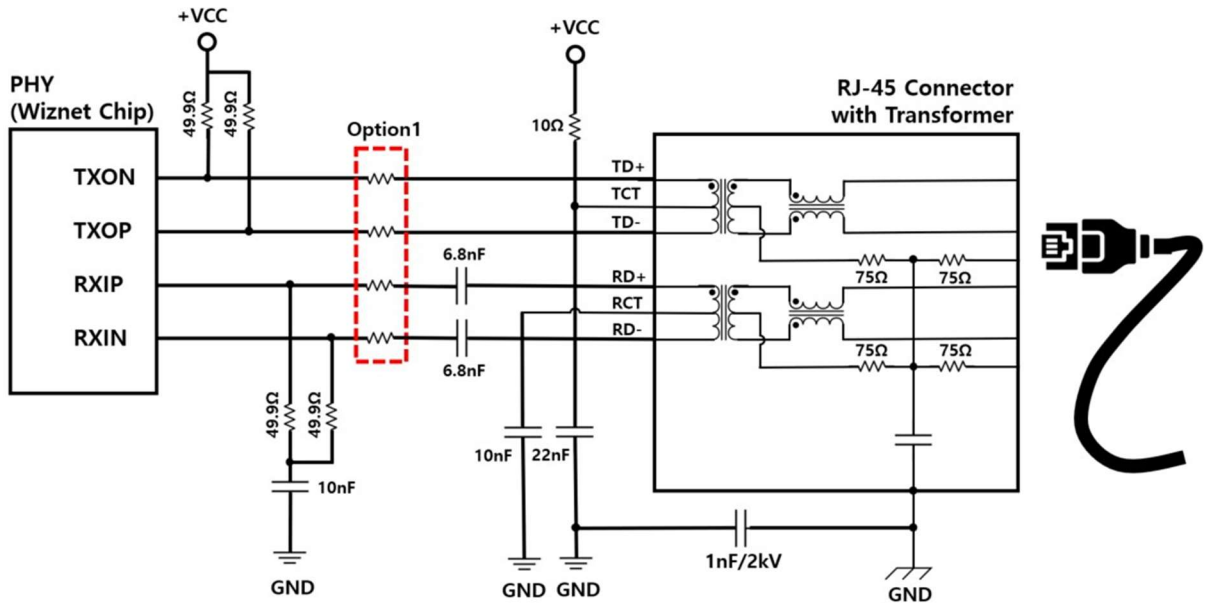 +VCC
+VCC
PHY
(Wiznet Chip)
49.9Ω
49.9Ω
Option1
10Ω
RJ-45 Connector
with Transformer
TXON
TD+
TCT
TXOP
TD-
6.8nF
75Ω
75Ω
RXIP
RD+
RCT
RXIN
RD-
6.8nF
75Ω
75Ω
49.9Ω
49.9Ω
10nF
10nF
22nF
1nF/2kV
GND
GND
GND
GND